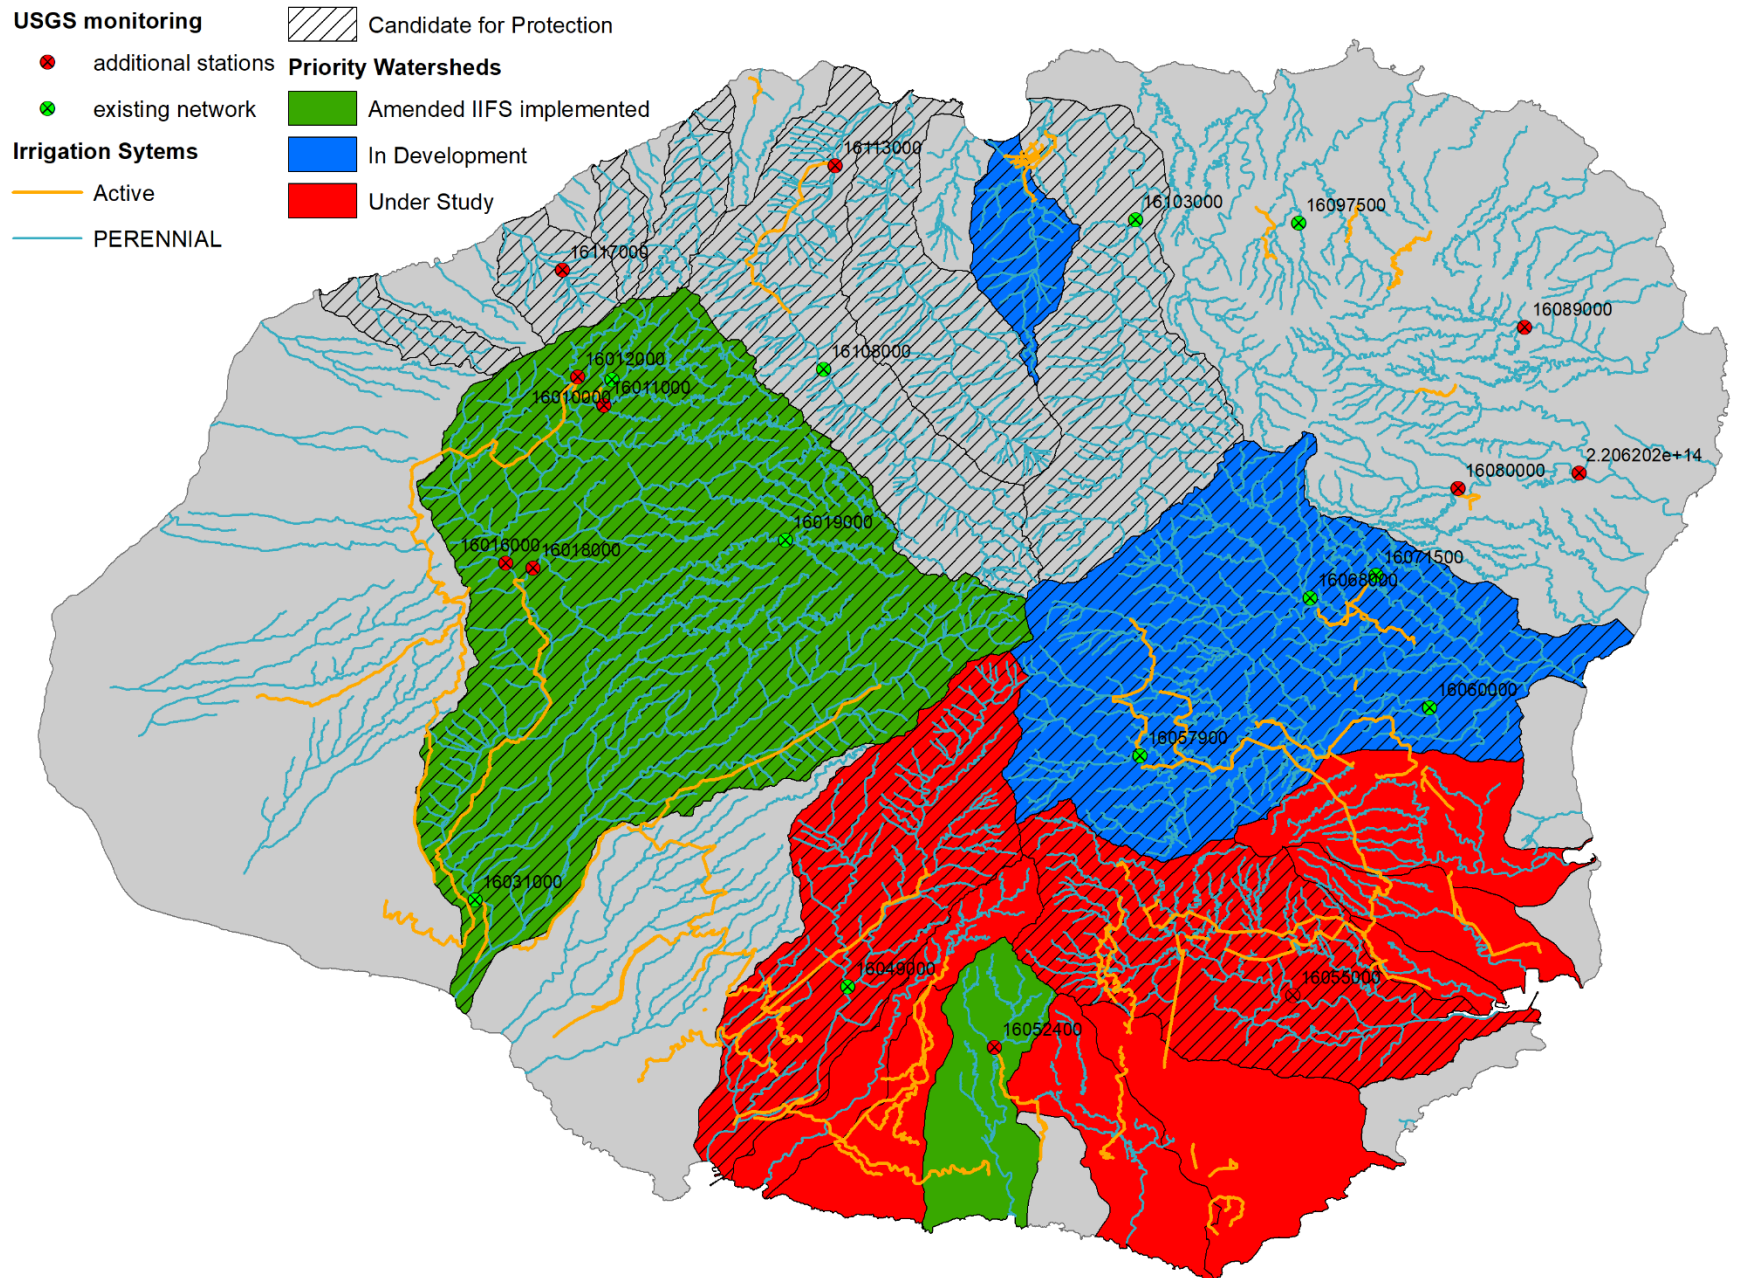 USGS monitoring
additional stations
existing network
Irrigation Sytems
Active
PERENNIAL
Candidate for Protection
Priority Watersheds
Amended IIFS implemented
In Development
Under Study
16113000
16103000
16097500
16117000
16089000
16012000
16108000
16011000
16010000
16080000
2.206202e+14
16019000
16016000
16018000
16071500
16068000
16060000
16057900
16031000
16049000
16055000
16052400